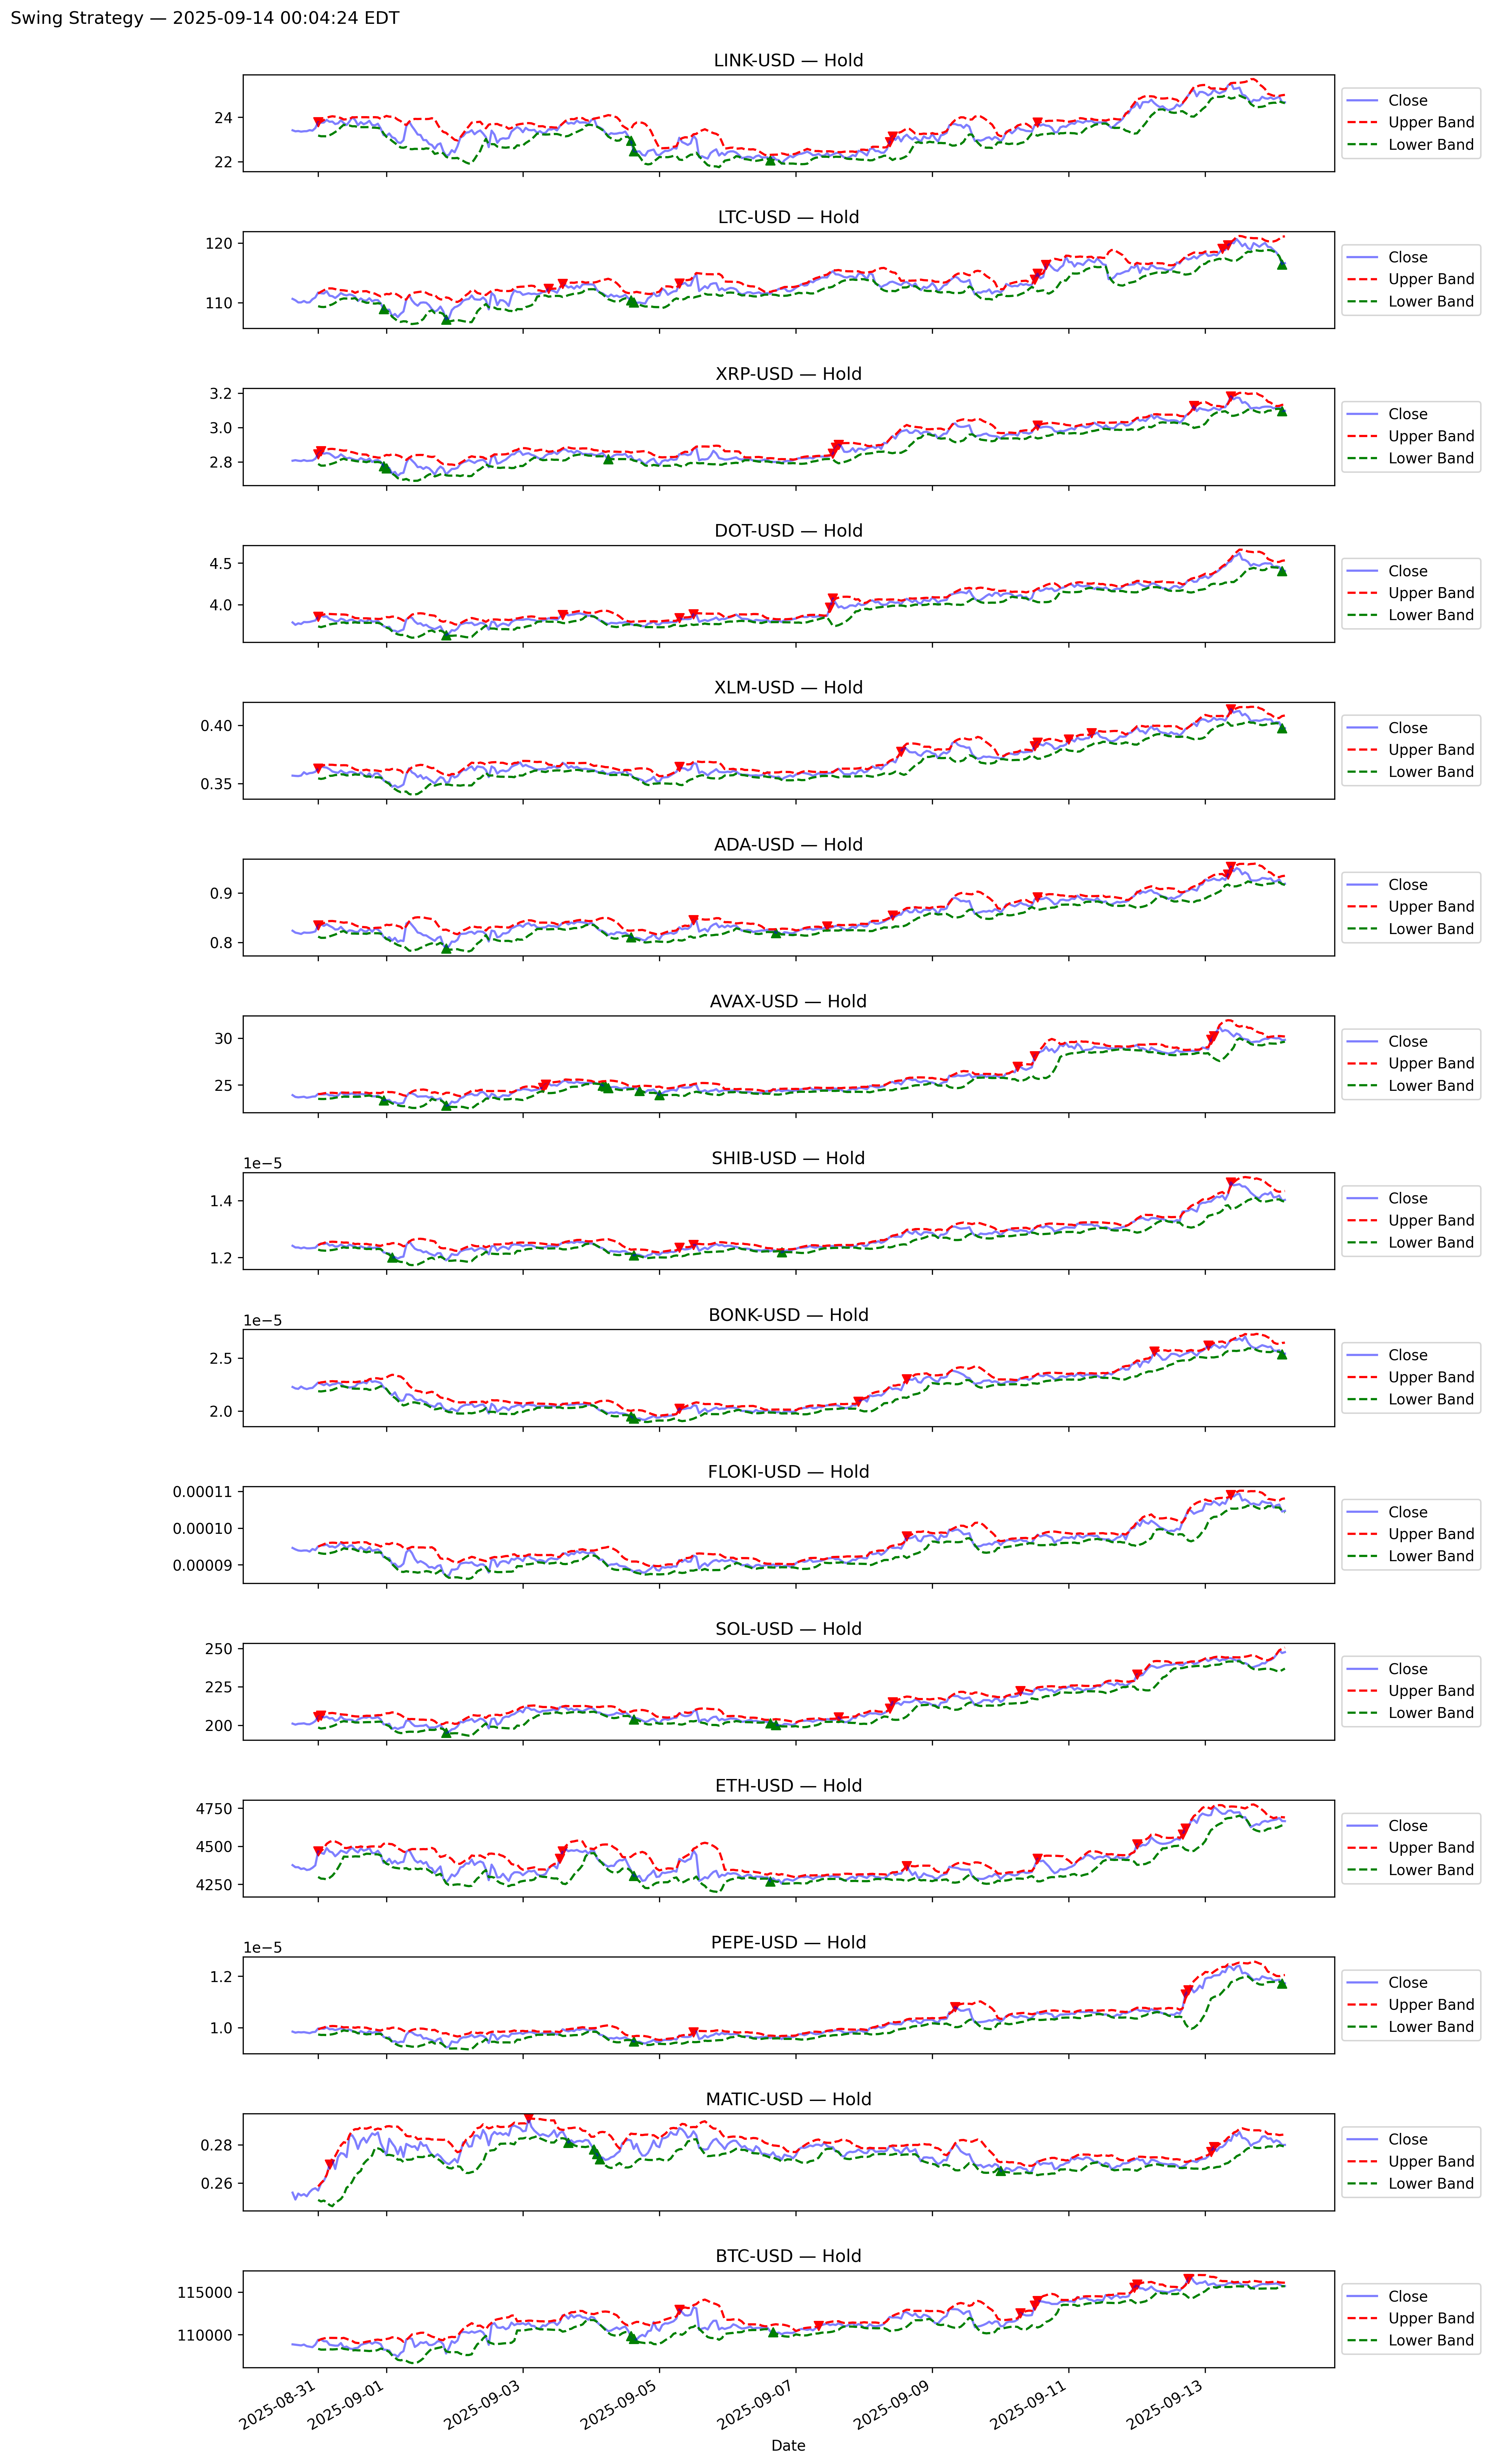 Swing Strategy — 2025-09-14 00:04:24 EDT
LINK-USD — Hold
24
22
Close
Upper Band
Lower Band
LTC-USD — Hold
120
110
Close
Upper Band
Lower Band
XRP-USD — Hold
3.2
3.0
2.8
Close
Upper Band
Lower Band
DOT-USD — Hold
4.5
4.0
Close
Upper Band
Lower Band
XLM-USD — Hold
0.40
0.35
Close
Upper Band
Lower Band
ADA-USD — Hold
0.9
0.8
Close
Upper Band
Lower Band
AVAX-USD — Hold
30
25
Close
Upper Band
Lower Band
SHIB-USD — Hold
1e−5
1.4
1.2
Close
Upper Band
Lower Band
BONK-USD — Hold
1e−5
2.5
2.0
Close
Upper Band
Lower Band
FLOKI-USD — Hold
0.00011
0.00010
0.00009
Close
Upper Band
Lower Band
SOL-USD — Hold
250
225
200
Close
Upper Band
Lower Band
ETH-USD — Hold
4750
4500
4250
Close
Upper Band
Lower Band
PEPE-USD — Hold
1e−5
1.2
1.0
Close
Upper Band
Lower Band
MATIC-USD — Hold
0.28
0.26
Close
Upper Band
Lower Band
BTC-USD — Hold
115000
110000
Close
Upper Band
Lower Band
2025-08-31
2025-09-01
2025-09-03
2025-09-05
2025-09-07
2025-09-09
2025-09-11
2025-09-13
Date